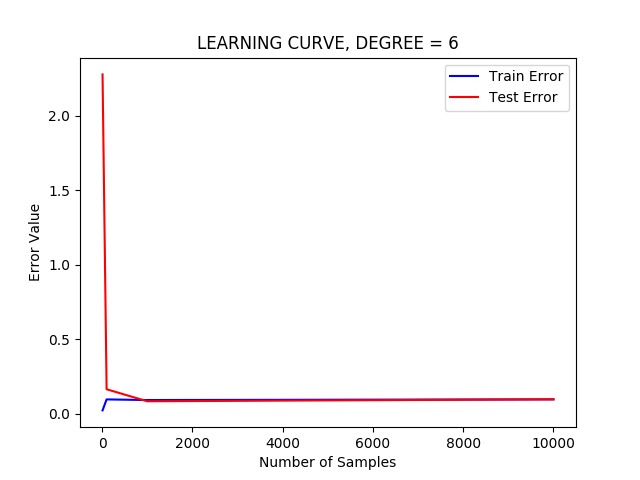 LEARNING CURVE, DEGREE = 6
Train Error
Test Error
2.0
1.5
1.0
0.5
0.0
Error Value
0 2000 4000 6000 8000 10000
Number of Samples